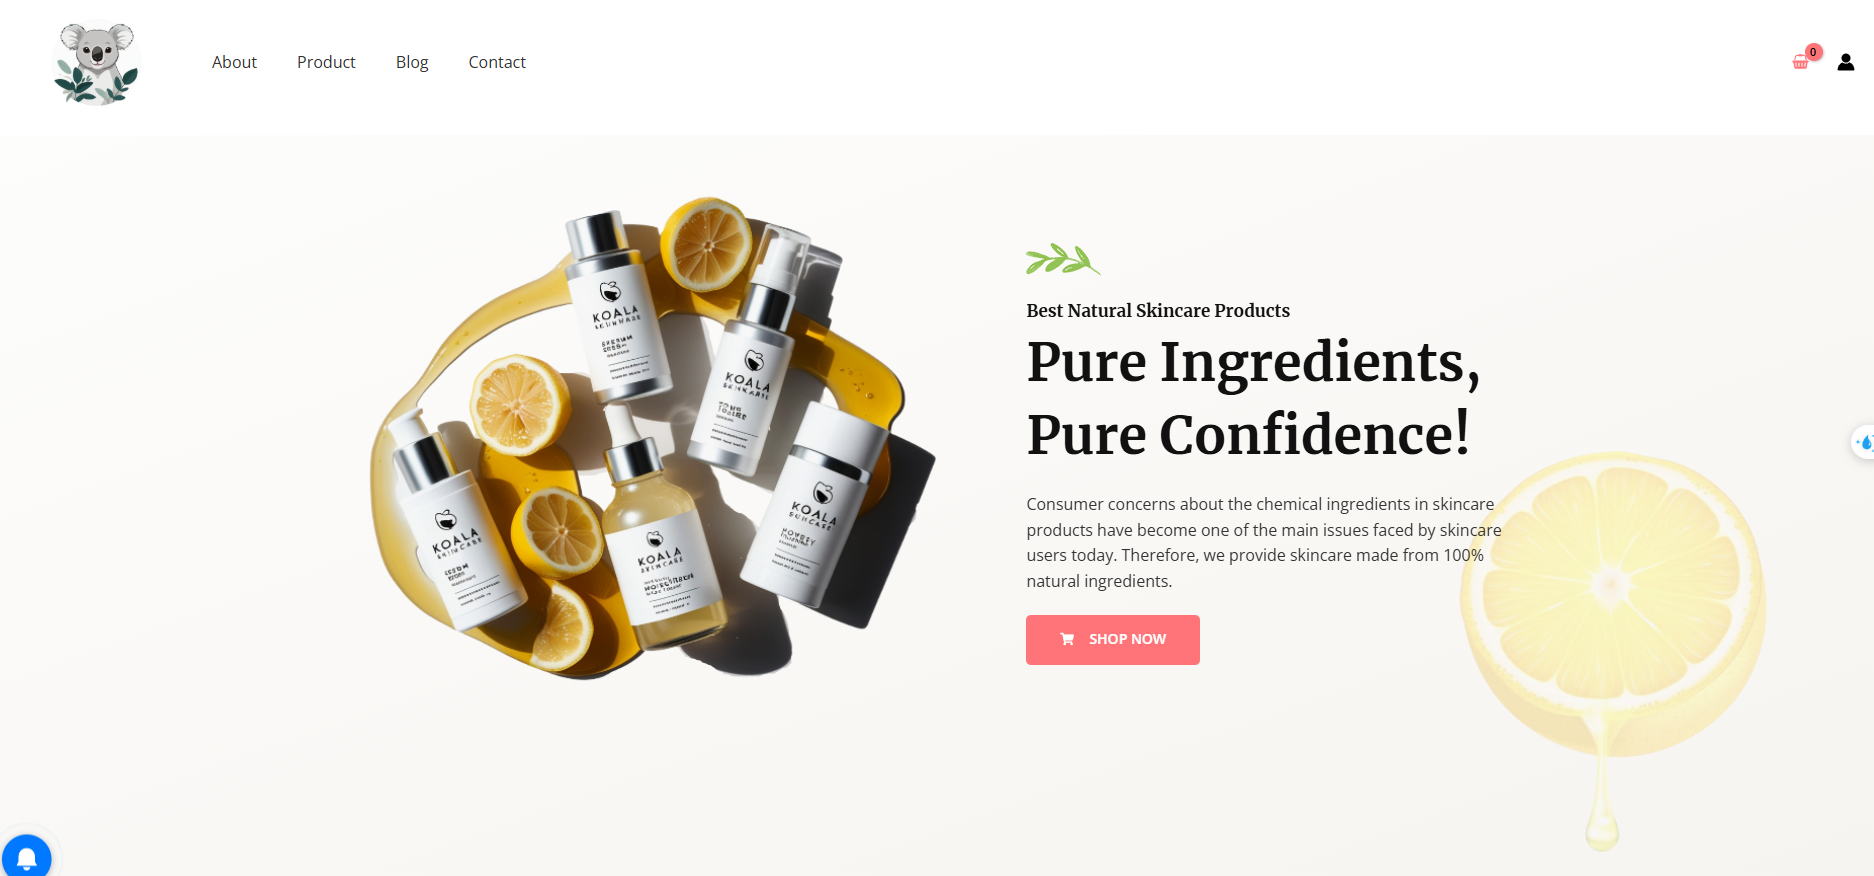 About Product Blog Contact
0
KOALA
KOALA
KOALA
SKINCARE
KOALA
SKINCARE
KOALA
SKINCARE
Best Natural Skincare Products
Pure Ingredients,
Pure Confidence!
Consumer concerns about the chemical ingredients in skincare
products have become one of the main issues faced by skincare
users today. Therefore, we provide skincare made from 100%
natural ingredients.
SHOP NOW